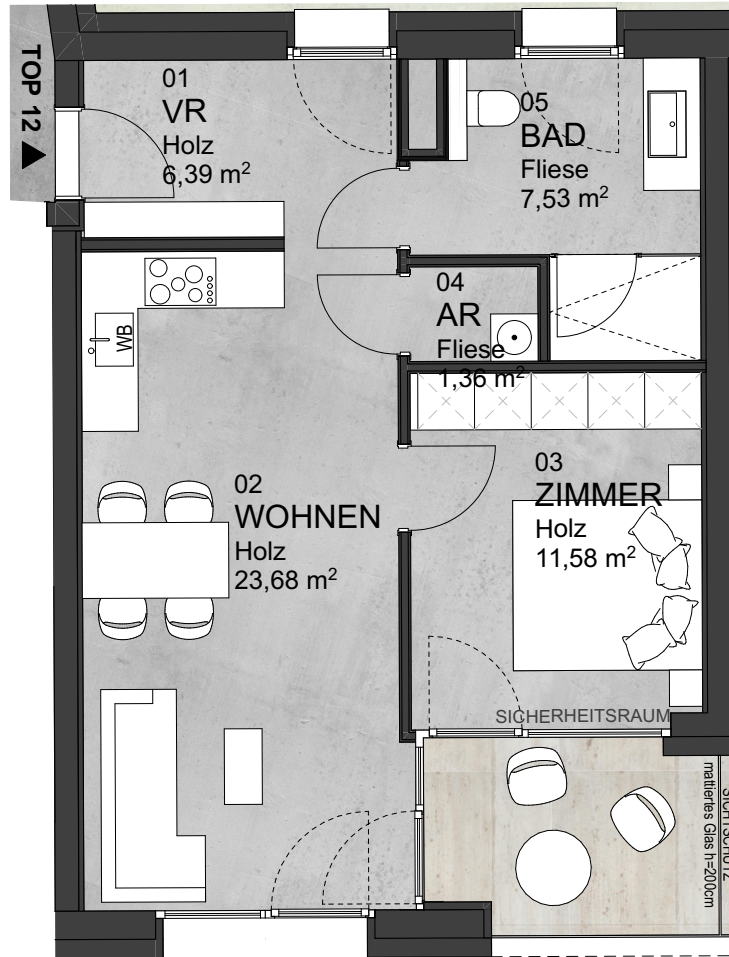 TOP 12
01
VR
Holz
6,39 m²
05
BAD
Fliese
7,53 m²
04
AR
Fliese
1,36 m²
WB
02
WOHNEN
Holz
23,68 m²
03
ZIMMER
Holz
11,58 m²
SICHERHEITSRAUM
SICHTSCHUTZ
mattiertes Glas h=200cm